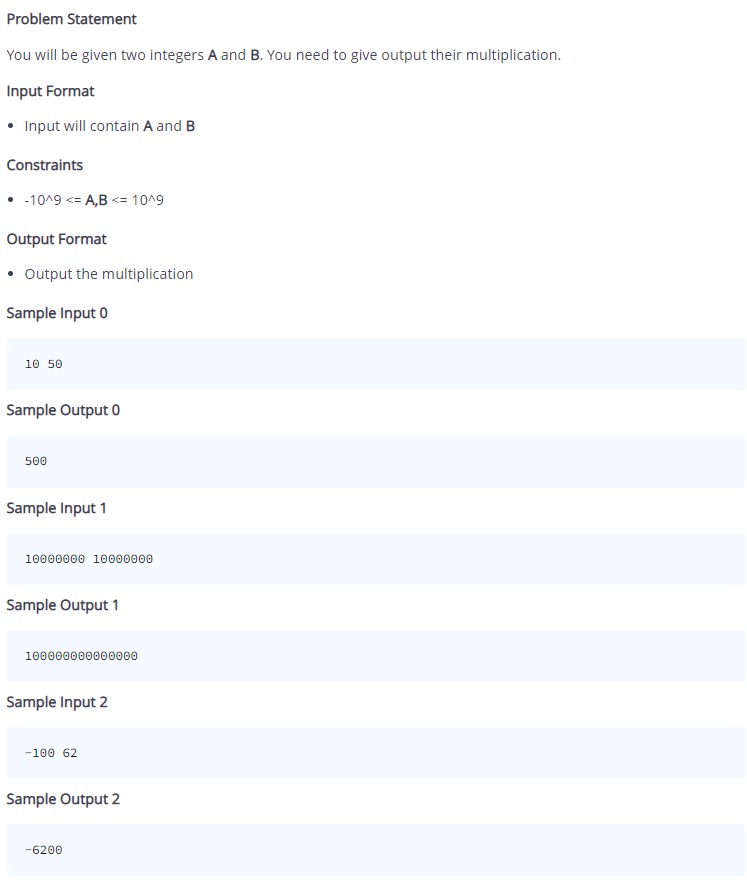 Problem Statement
You will be given two integers A and B. You need to give output their multiplication.
Input Format
• Input will contain A and B
Constraints
• -10^9 <= A,B <= 10^9
Output Format
• Output the multiplication
Sample Input 0
10 50
Sample Output 0
500
Sample Input 1
10000000 10000000
Sample Output 1
100000000000000
Sample Input 2
-100 62
Sample Output 2
-6200